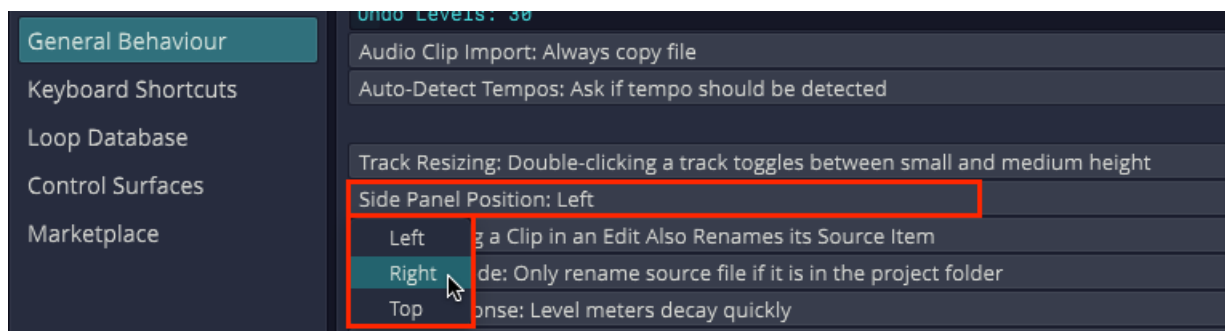 Undo Levels: 30
General Behaviour
Keyboard Shortcuts
Loop Database
Control Surfaces
Marketplace
Audio Clip Import: Always copy file
Auto-Detect Tempos: Ask if tempo should be detected
Track Resizing: Double-clicking a track toggles between small and medium height
Side Panel Position: Left
Left
Right
Top
a Clip in an Edit Also Renames its Source Item
Only rename source file if it is in the project folder
Level meters decay quickly